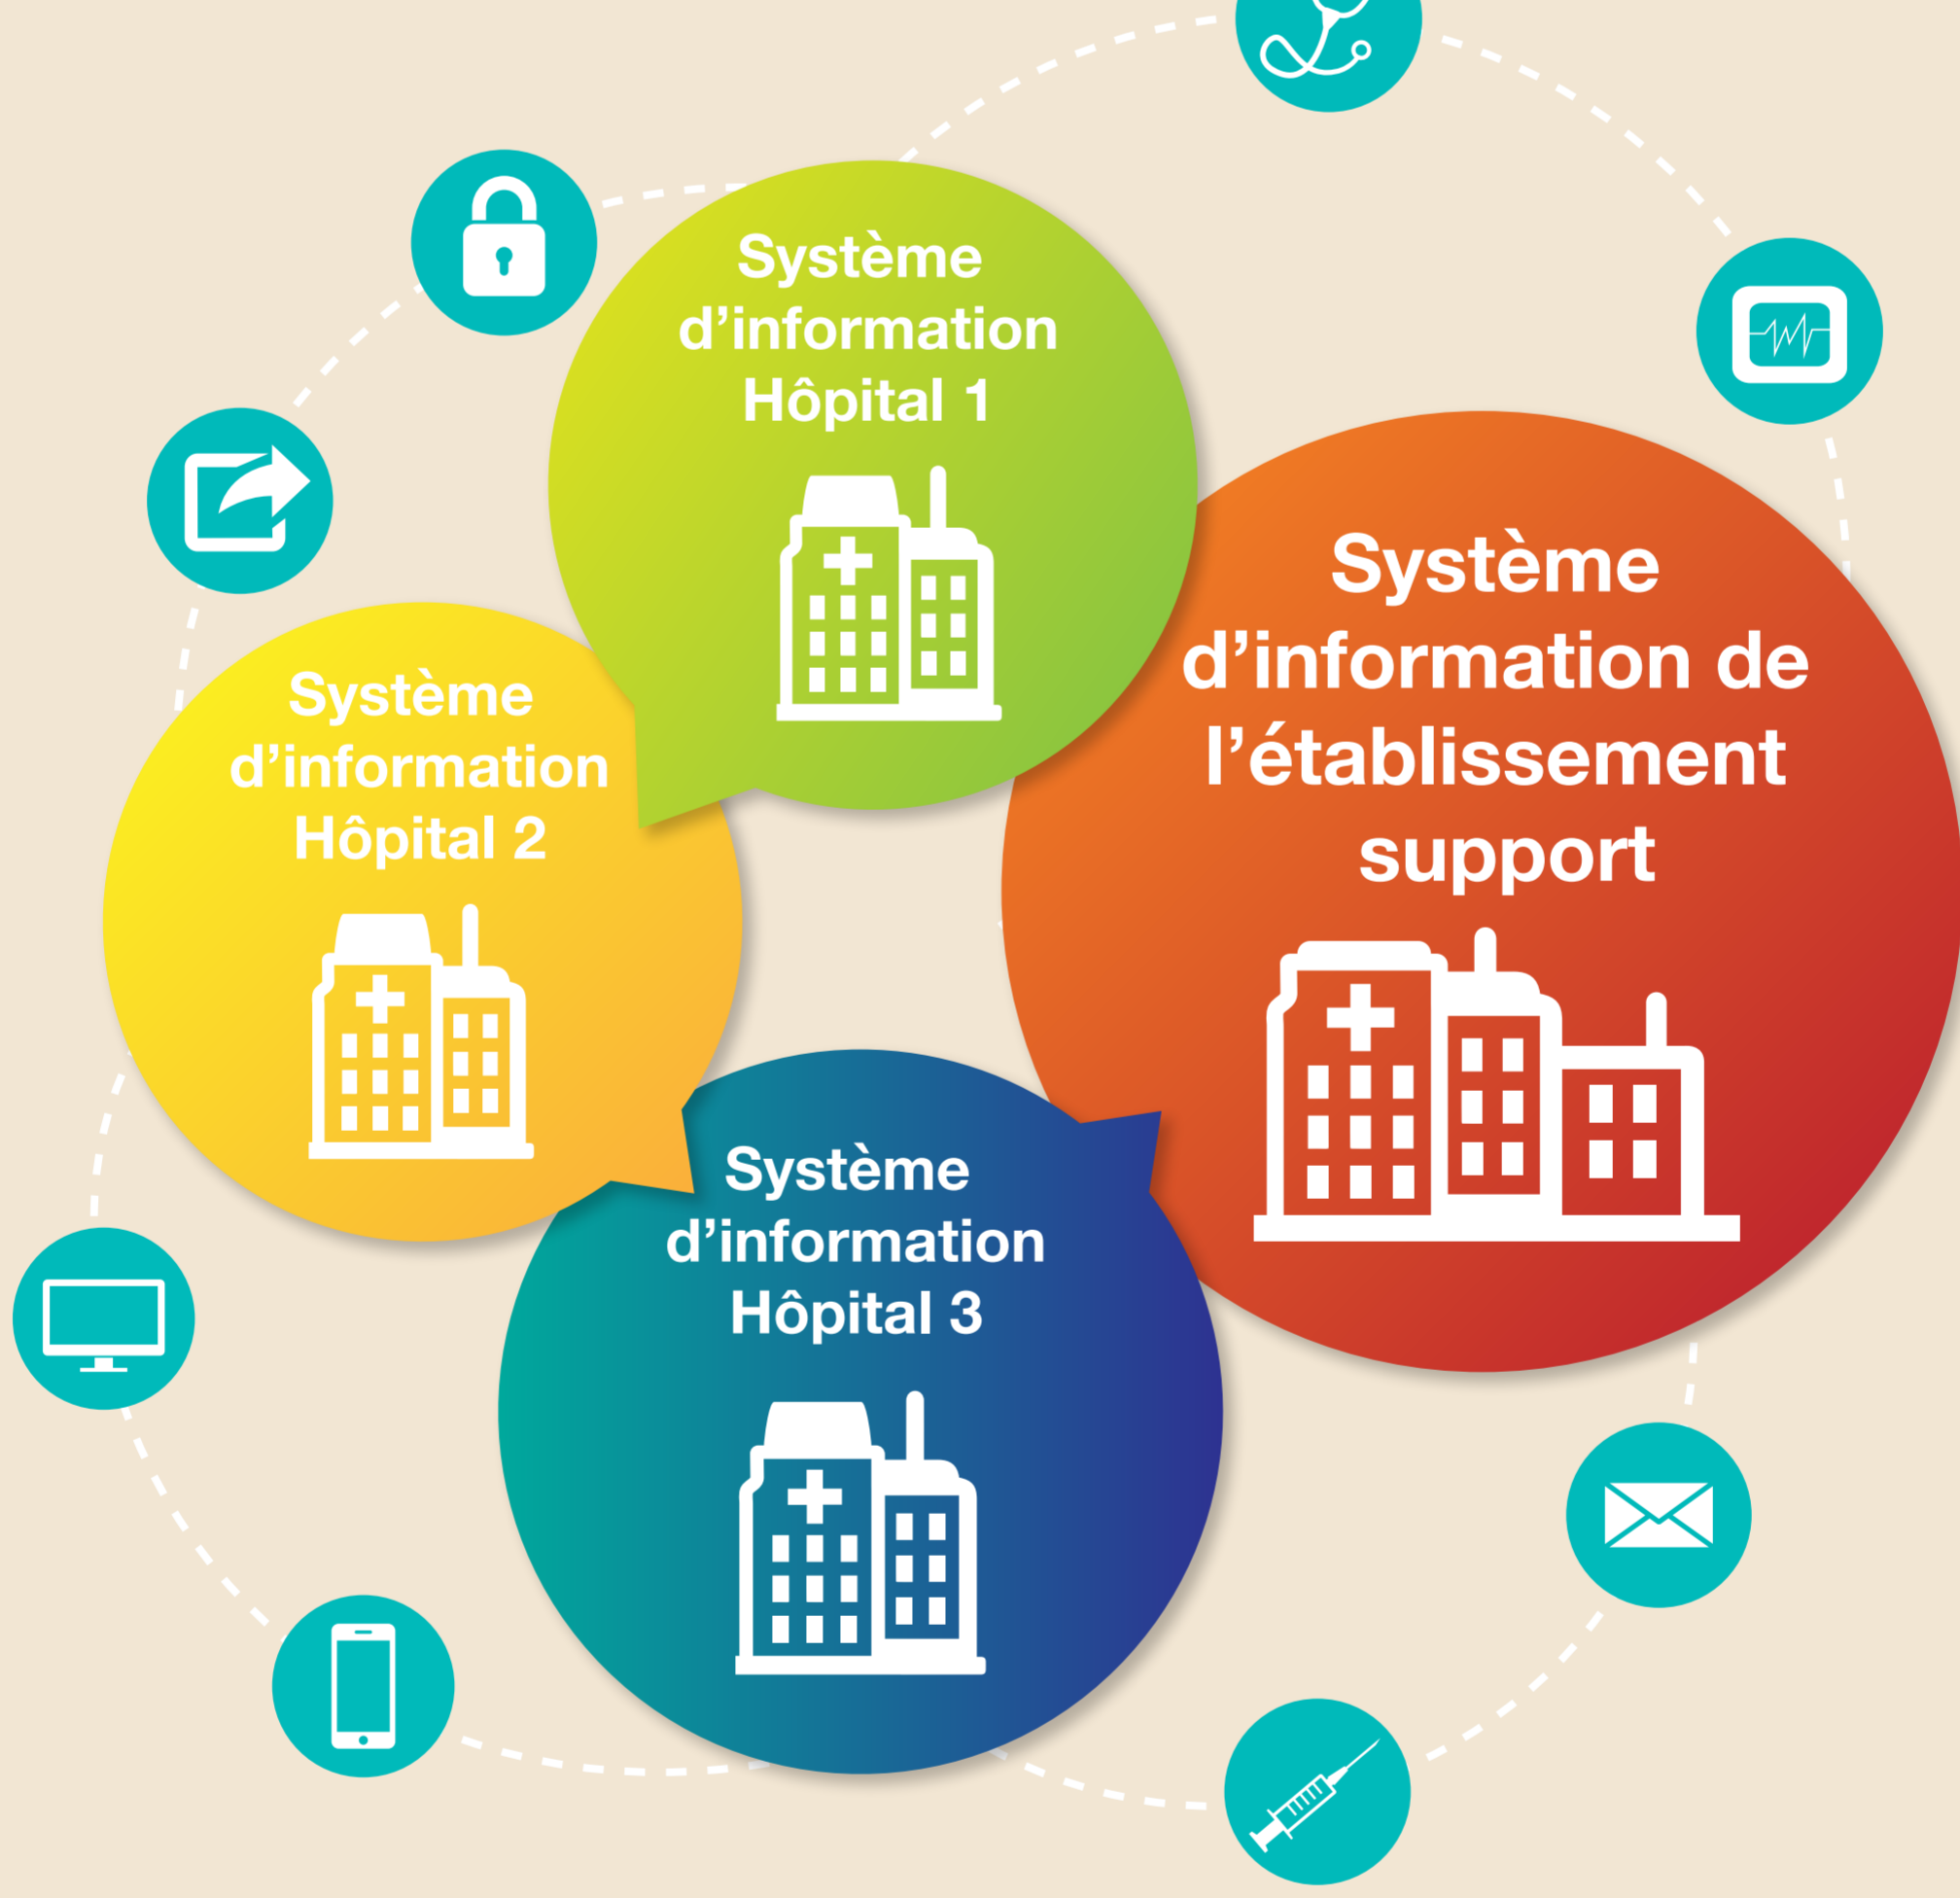 Système
d’information
Hôpital 1
Système
d’information de
l’établissement
support
Système
d’information
Hôpital 2
Système
d’information
Hôpital 3